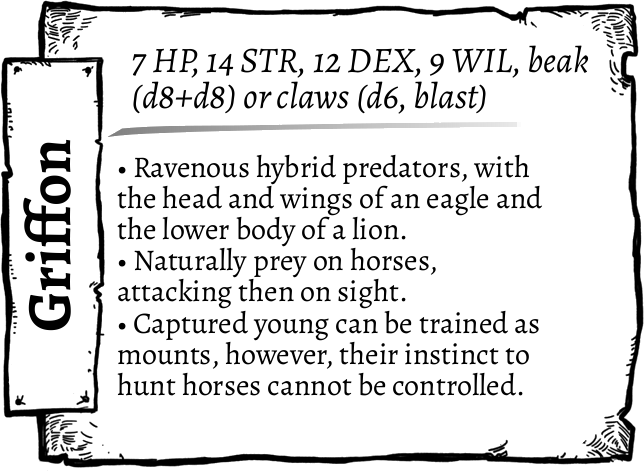 Griffon
7 HP, 14 STR, 12 DEX, 9 WIL, beak
(d8+d8) or claws (d6, blast)
• Ravenous hybrid predators, with
the head and wings of an eagle and
the lower body of a lion.
• Naturally prey on horses,
attacking then on sight.
• Captured young can be trained as
mounts, however, their instinct to
hunt horses cannot be controlled.